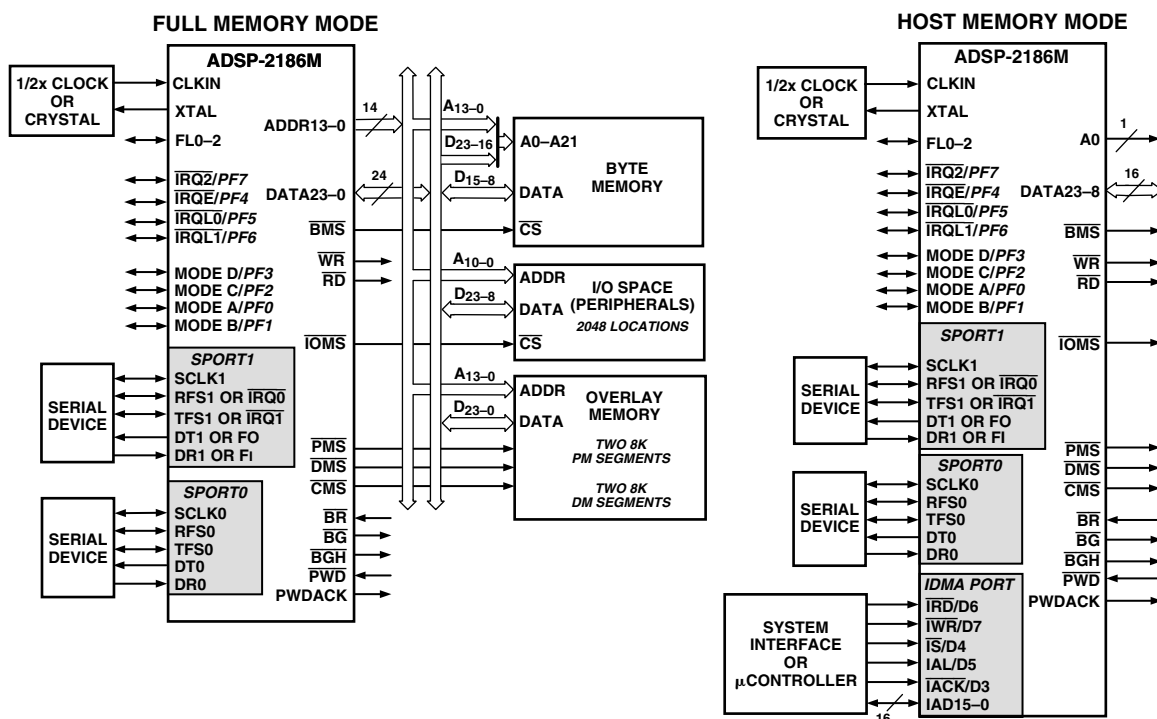 FULL MEMORY MODE
ADSP-2186M
1/2x CLOCK
OR
CRYSTAL
CLKIN
XTAL
FL0–2
IRQ2/PF7
IRQE/PF4
IRQL0/PF5
IRQL1/PF6
MODE D/PF3
MODE C/PF2
MODE A/PF0
MODE B/PF1
SPORT1
SCLK1
RFS1 OR IRQ0
TFS1 OR IRQ1
DT1 OR FO
DR1 OR FI
SERIAL
DEVICE
SPORT0
SCLK0
RFS0
TFS0
DT0
DR0
SERIAL
DEVICE
ADDR13–0
14
DATA23–0
24
BMS
WR
RD
IOMS
PMS
DMS
CMS
BR
BG
BGH
PWD
PWDACK
A13–0
D23–16
D15–8
A0–A21
DATA
CS
BYTE
MEMORY
A10–0
D23–8
ADDR
DATA
CS
I/O SPACE
(PERIPHERALS)
2048 LOCATIONS
A13–0
D23–0
ADDR
DATA
OVERLAY
MEMORY
TWO 8K
PM SEGMENTS
TWO 8K
DM SEGMENTS
HOST MEMORY MODE
ADSP-2186M
1/2x CLOCK
OR
CRYSTAL
CLKIN
XTAL
FL0–2
IRQ2/PF7
IRQE/PF4
IRQL0/PF5
IRQL1/PF6
MODE D/PF3
MODE C/PF2
MODE A/PF0
MODE B/PF1
SPORT1
SCLK1
RFS1 OR IRQ0
TFS1 OR IRQ1
DT1 OR FO
DR1 OR FI
SERIAL
DEVICE
SPORT0
SCLK0
RFS0
TFS0
DT0
DR0
SERIAL
DEVICE
IDMA PORT
IRD/D6
IWR/D7
IS/D4
IAL/D5
IACK/D3
IAD15–0
16
SYSTEM
INTERFACE
OR
μCONTROLLER
A0
1
DATA23–8
16
BMS
WR
RD
IOMS
PMS
DMS
CMS
BR
BG
BGH
PWD
PWDACK